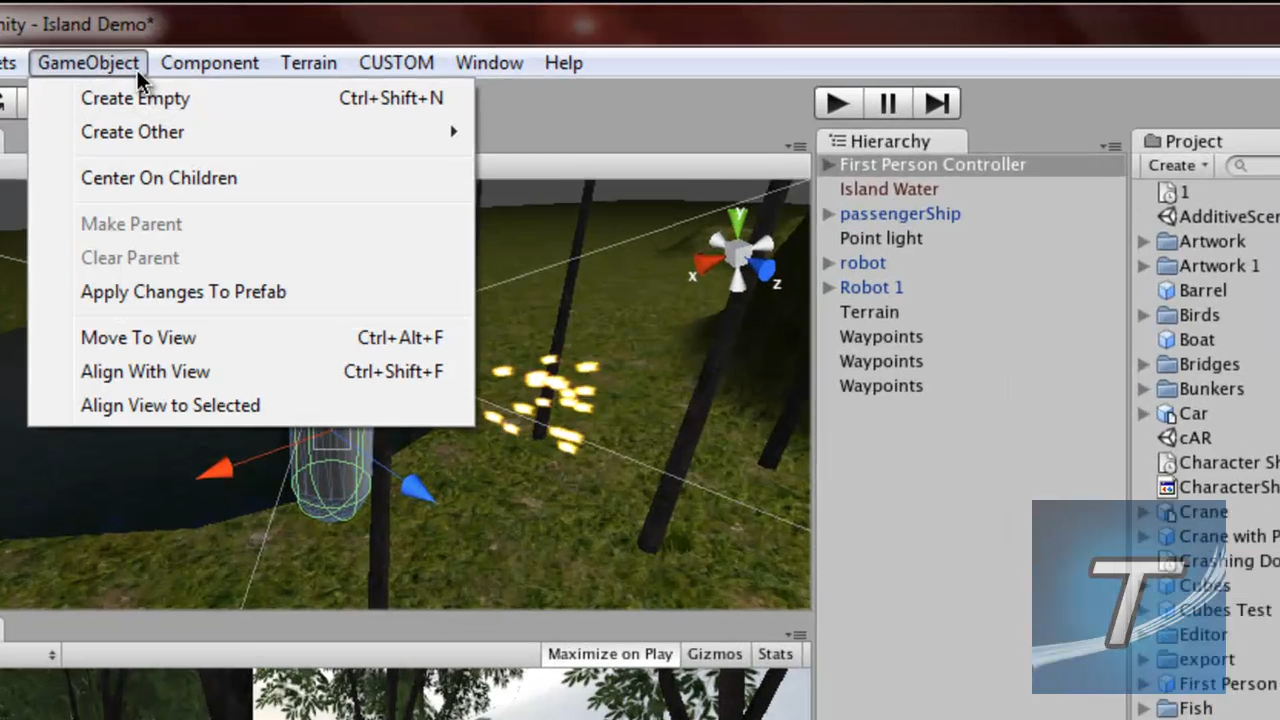 nity - Island Demo*
ets GameObject Component Terrain CUSTOM Window Help
Create Empty Ctrl+Shift+N
Create Other
Center On Children
Make Parent
Clear Parent
Apply Changes To Prefab
Move To View Ctrl+Alt+F
Align With View Ctrl+Shift+F
Align View to Selected
y
x
z
Maximize on Play Gizmos Stats
Hierarchy
First Person Controller
Island Water
passengerShip
Point light
robot
Robot 1
Terrain
Waypoints
Waypoints
Waypoints
Project
Create
1
AdditiveScen
Artwork
Artwork 1
Barrel
Birds
Boat
Bridges
Bunkers
Car
cAR
Character Sh
CharacterSh
Crane
Crane with P
Crashing Do
Cubes
Cubes Test
Editor
export
First Person
Fish
T